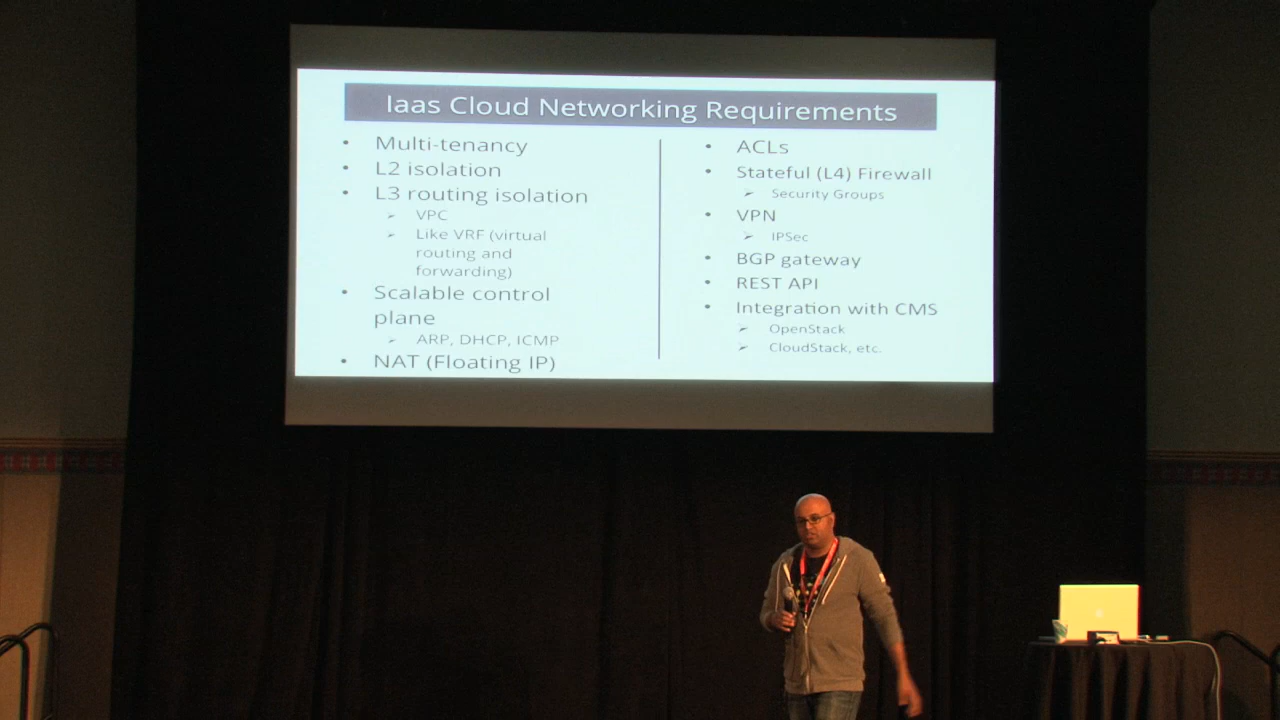 Iaas Cloud Networking Requirements
• Multi-tenancy
• L2 isolation
• L3 routing isolation
➢ VPC
➢ Like VRF (virtual
routing and
forwarding)
• Scalable control
plane
➢ ARP, DHCP, ICMP
• NAT (Floating IP)
• ACLs
• Stateful (L4) Firewall
➢ Security Groups
• VPN
➢ IPSec
• BGP gateway
• REST API
• Integration with CMS
➢ OpenStack
➢ CloudStack, etc.